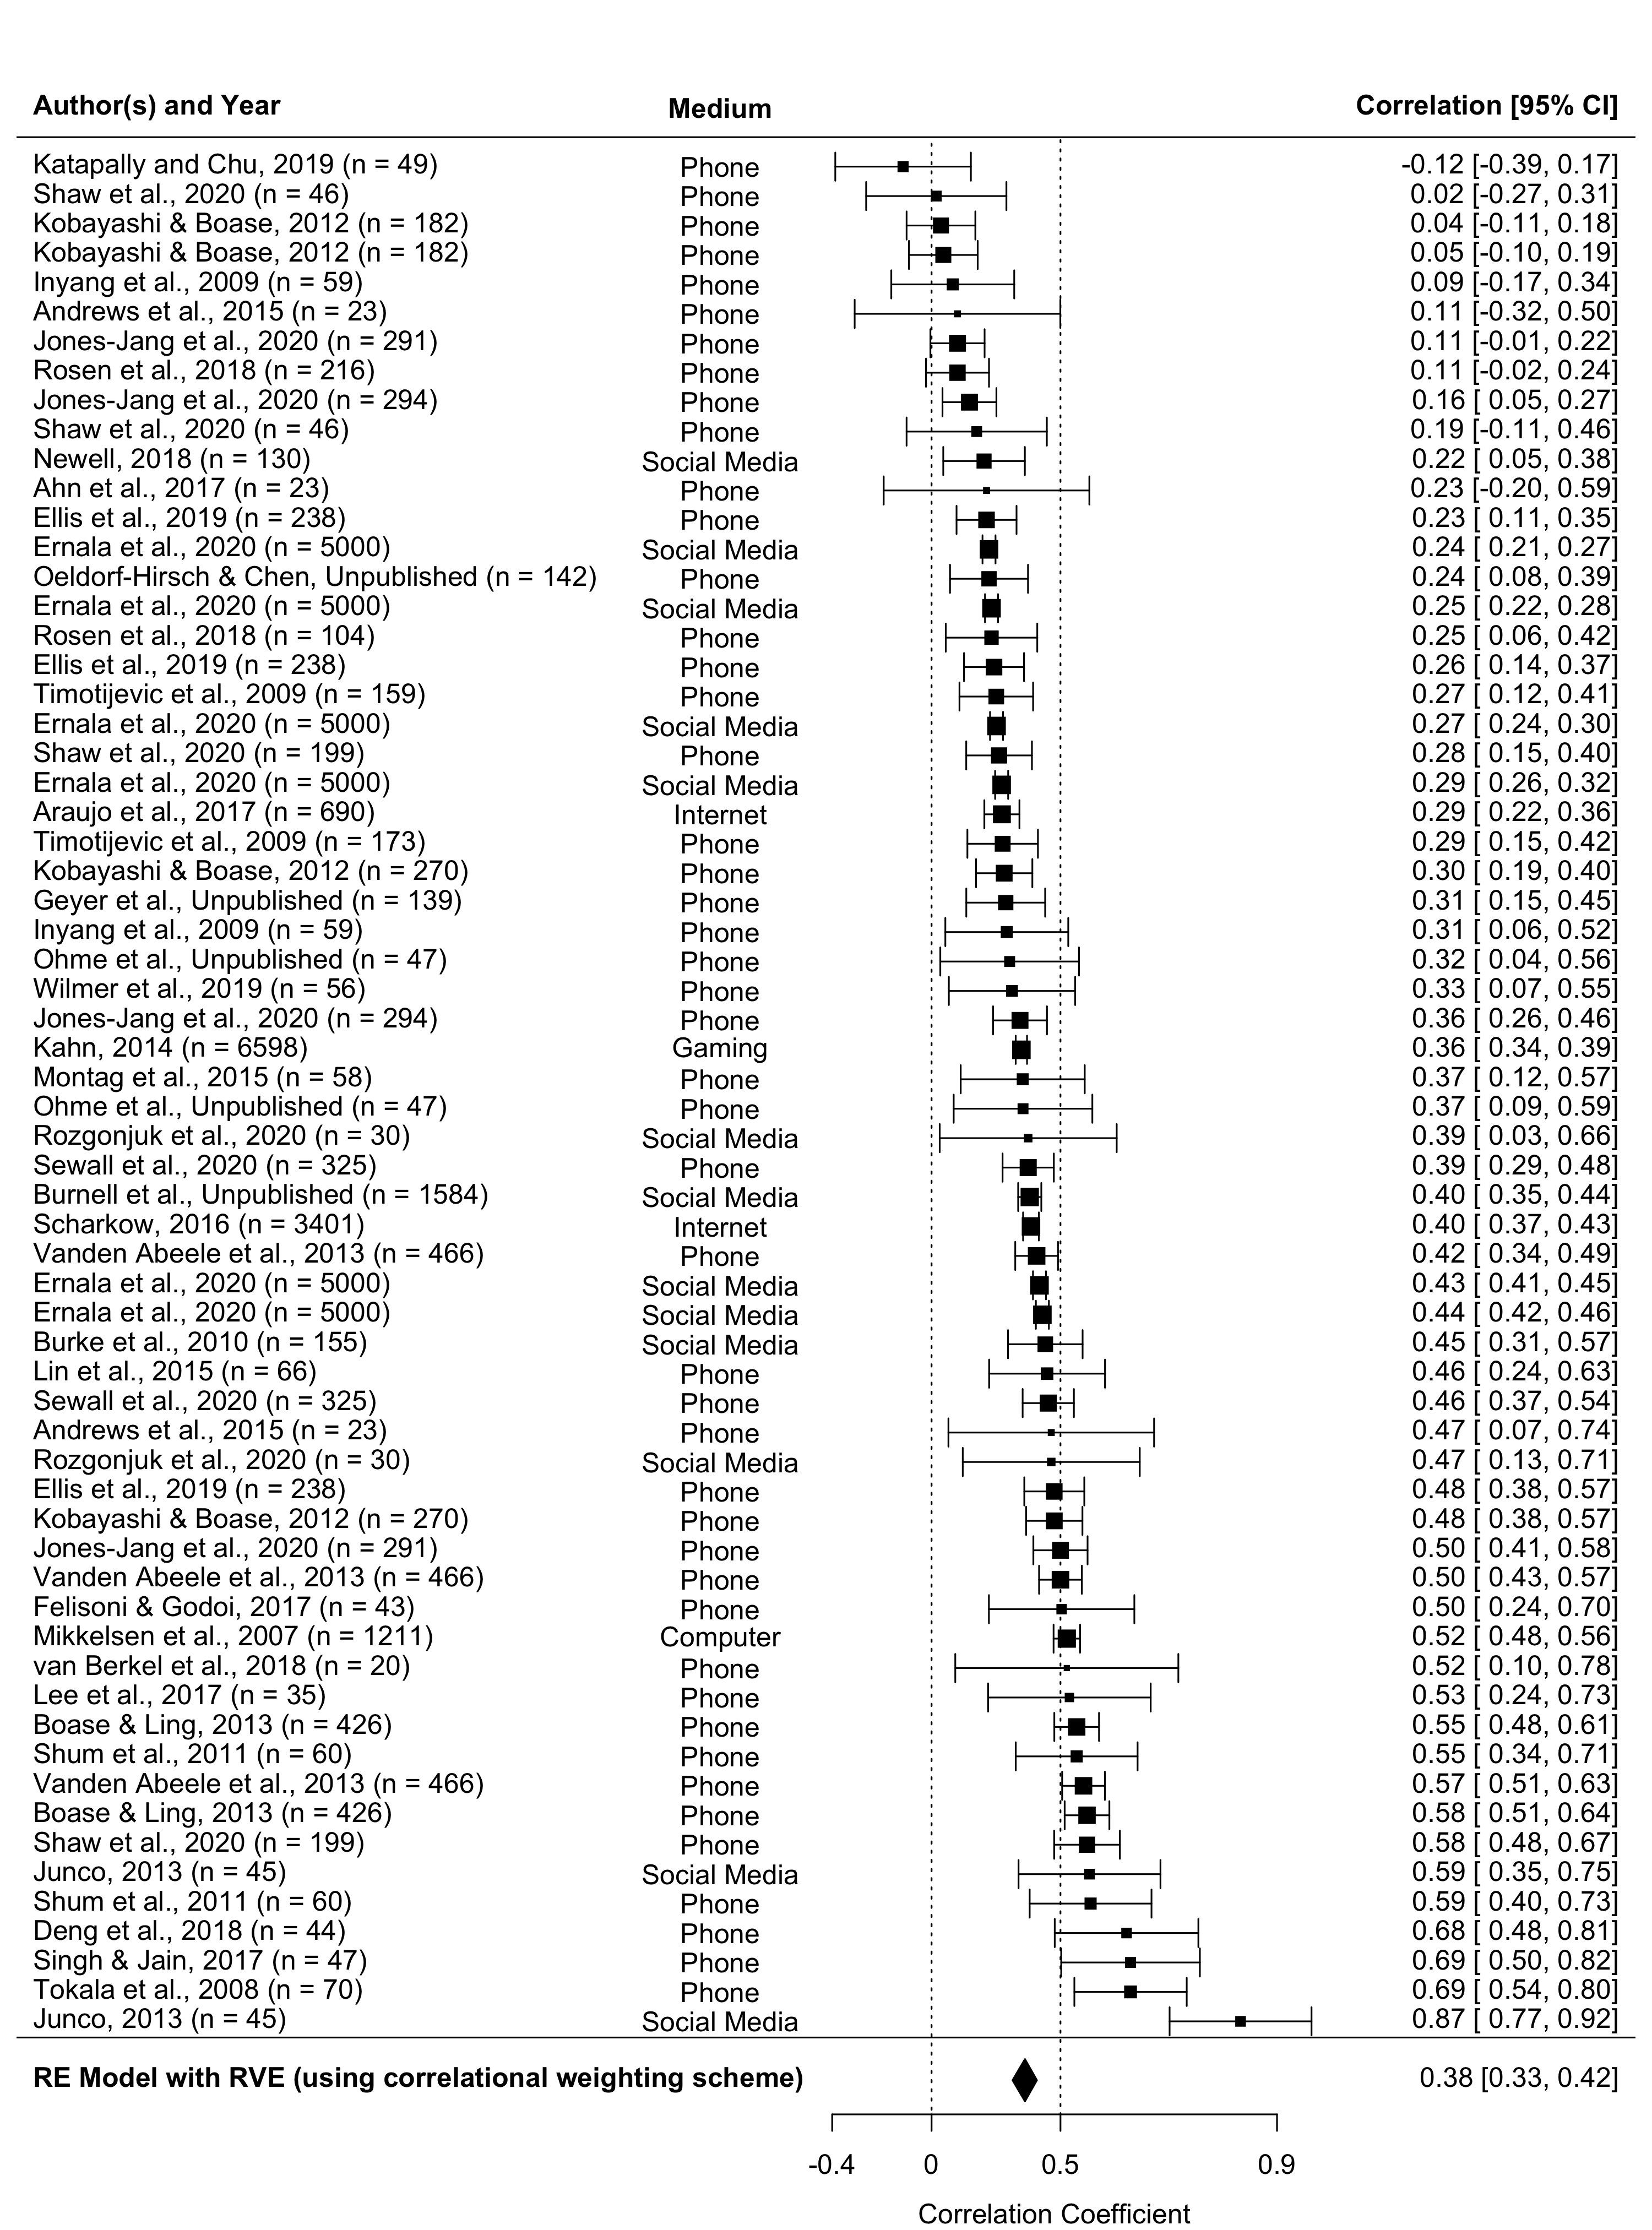 Author(s) and Year Medium Correlation [95% CI]
Katapally and Chu, 2019 (n = 49) Phone -0.12 [-0.39, 0.17]
Shaw et al., 2020 (n = 46) Phone 0.02 [-0.27, 0.31]
Kobayashi & Boase, 2012 (n = 182) Phone 0.04 [-0.11, 0.18]
Kobayashi & Boase, 2012 (n = 182) Phone 0.05 [-0.10, 0.19]
Inyang et al., 2009 (n = 59) Phone 0.09 [-0.17, 0.34]
Andrews et al., 2015 (n = 23) Phone 0.11 [-0.32, 0.50]
Jones-Jang et al., 2020 (n = 291) Phone 0.11 [-0.01, 0.22]
Rosen et al., 2018 (n = 216) Phone 0.11 [-0.02, 0.24]
Jones-Jang et al., 2020 (n = 294) Phone 0.16 [ 0.05, 0.27]
Shaw et al., 2020 (n = 46) Phone 0.19 [-0.11, 0.46]
Newell, 2018 (n = 130) Social Media 0.22 [ 0.05, 0.38]
Ahn et al., 2017 (n = 23) Phone 0.23 [-0.20, 0.59]
Ellis et al., 2019 (n = 238) Phone 0.23 [ 0.11, 0.35]
Ernala et al., 2020 (n = 5000) Social Media 0.24 [ 0.21, 0.27]
Oeldorf-Hirsch & Chen, Unpublished (n = 142) Phone 0.24 [ 0.08, 0.39]
Ernala et al., 2020 (n = 5000) Social Media 0.25 [ 0.22, 0.28]
Rosen et al., 2018 (n = 104) Phone 0.25 [ 0.06, 0.42]
Ellis et al., 2019 (n = 238) Phone 0.26 [ 0.14, 0.37]
Timotijevic et al., 2009 (n = 159) Phone 0.27 [ 0.12, 0.41]
Ernala et al., 2020 (n = 5000) Social Media 0.27 [ 0.24, 0.30]
Shaw et al., 2020 (n = 199) Phone 0.28 [ 0.15, 0.40]
Ernala et al., 2020 (n = 5000) Social Media 0.29 [ 0.26, 0.32]
Araujo et al., 2017 (n = 690) Internet 0.29 [ 0.22, 0.36]
Timotijevic et al., 2009 (n = 173) Phone 0.29 [ 0.15, 0.42]
Kobayashi & Boase, 2012 (n = 270) Phone 0.30 [ 0.19, 0.40]
Geyer et al., Unpublished (n = 139) Phone 0.31 [ 0.15, 0.45]
Inyang et al., 2009 (n = 59) Phone 0.31 [ 0.06, 0.52]
Ohme et al., Unpublished (n = 47) Phone 0.32 [ 0.04, 0.56]
Wilmer et al., 2019 (n = 56) Phone 0.33 [ 0.07, 0.55]
Jones-Jang et al., 2020 (n = 294) Phone 0.36 [ 0.26, 0.46]
Kahn, 2014 (n = 6598) Gaming 0.36 [ 0.34, 0.39]
Montag et al., 2015 (n = 58) Phone 0.37 [ 0.12, 0.57]
Ohme et al., Unpublished (n = 47) Phone 0.37 [ 0.09, 0.59]
Rozgonjuk et al., 2020 (n = 30) Social Media 0.39 [ 0.03, 0.66]
Sewall et al., 2020 (n = 325) Phone 0.39 [ 0.29, 0.48]
Burnell et al., Unpublished (n = 1584) Social Media 0.40 [ 0.35, 0.44]
Scharkow, 2016 (n = 3401) Internet 0.40 [ 0.37, 0.43]
Vanden Abeele et al., 2013 (n = 466) Phone 0.42 [ 0.34, 0.49]
Ernala et al., 2020 (n = 5000) Social Media 0.43 [ 0.41, 0.45]
Ernala et al., 2020 (n = 5000) Social Media 0.44 [ 0.42, 0.46]
Burke et al., 2010 (n = 155) Social Media 0.45 [ 0.31, 0.57]
Lin et al., 2015 (n = 66) Phone 0.46 [ 0.24, 0.63]
Sewall et al., 2020 (n = 325) Phone 0.46 [ 0.37, 0.54]
Andrews et al., 2015 (n = 23) Phone 0.47 [ 0.07, 0.74]
Rozgonjuk et al., 2020 (n = 30) Social Media 0.47 [ 0.13, 0.71]
Ellis et al., 2019 (n = 238) Phone 0.48 [ 0.38, 0.57]
Kobayashi & Boase, 2012 (n = 270) Phone 0.48 [ 0.38, 0.57]
Jones-Jang et al., 2020 (n = 291) Phone 0.50 [ 0.41, 0.58]
Vanden Abeele et al., 2013 (n = 466) Phone 0.50 [ 0.43, 0.57]
Felisoni & Godoi, 2017 (n = 43) Phone 0.50 [ 0.24, 0.70]
Mikkelsen et al., 2007 (n = 1211) Computer 0.52 [ 0.48, 0.56]
van Berkel et al., 2018 (n = 20) Phone 0.52 [ 0.10, 0.78]
Lee et al., 2017 (n = 35) Phone 0.53 [ 0.24, 0.73]
Boase & Ling, 2013 (n = 426) Phone 0.55 [ 0.48, 0.61]
Shum et al., 2011 (n = 60) Phone 0.55 [ 0.34, 0.71]
Vanden Abeele et al., 2013 (n = 466) Phone 0.57 [ 0.51, 0.63]
Boase & Ling, 2013 (n = 426) Phone 0.58 [ 0.51, 0.64]
Shaw et al., 2020 (n = 199) Phone 0.58 [ 0.48, 0.67]
Junco, 2013 (n = 45) Social Media 0.59 [ 0.35, 0.75]
Shum et al., 2011 (n = 60) Phone 0.59 [ 0.40, 0.73]
Deng et al., 2018 (n = 44) Phone 0.68 [ 0.48, 0.81]
Singh & Jain, 2017 (n = 47) Phone 0.69 [ 0.50, 0.82]
Tokala et al., 2008 (n = 70) Phone 0.69 [ 0.54, 0.80]
Junco, 2013 (n = 45) Social Media 0.87 [ 0.77, 0.92]
RE Model with RVE (using correlational weighting scheme) 0.38 [0.33, 0.42]
-0.4 0 0.5 0.9
Correlation Coefficient